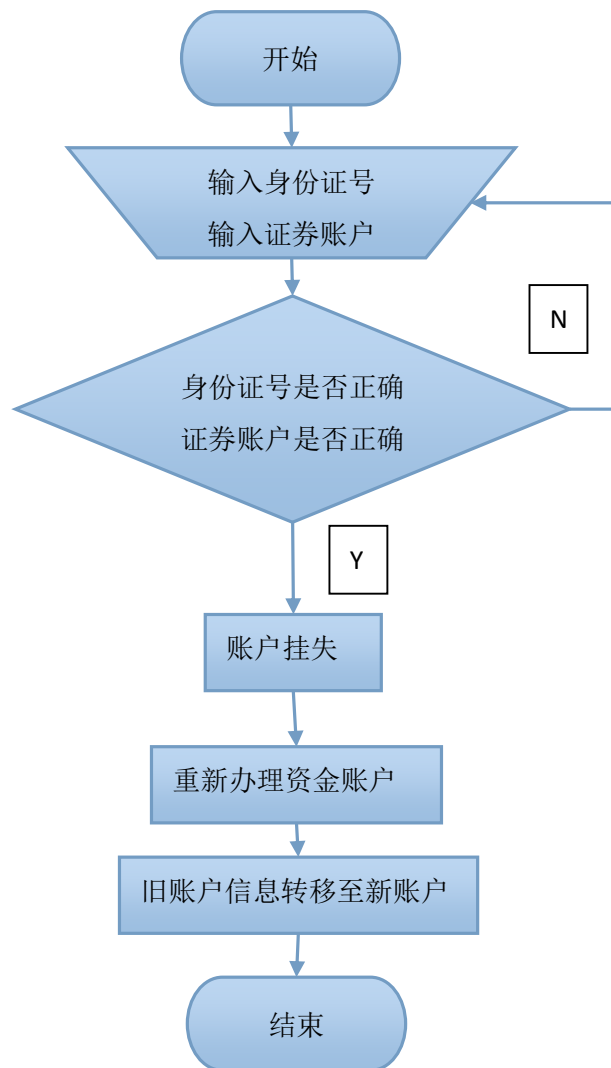 开始
输入身份证号
输入证券账户
N
身份证号是否正确
证券账户是否正确
Y
账户挂失
重新办理资金账户
旧账户信息转移至新账户
结束